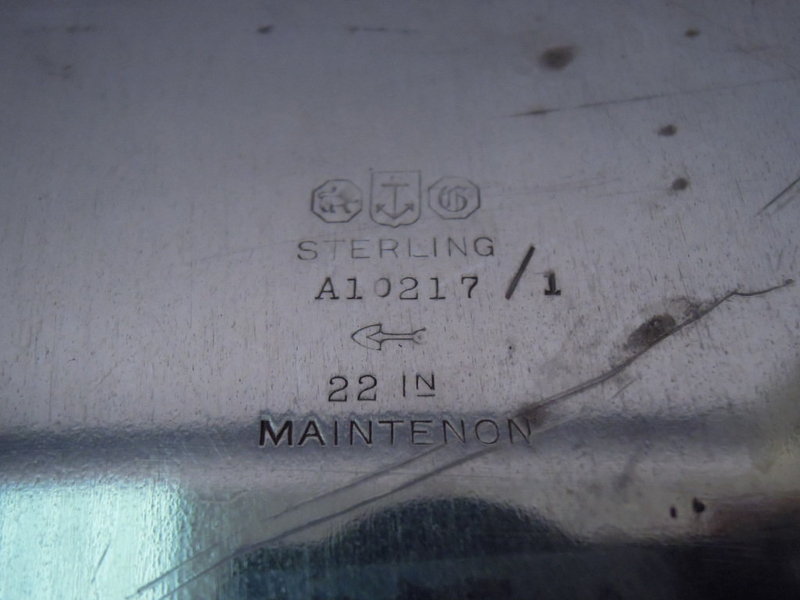 G
STERLING
A10217/1
22 IN
MAINTENON